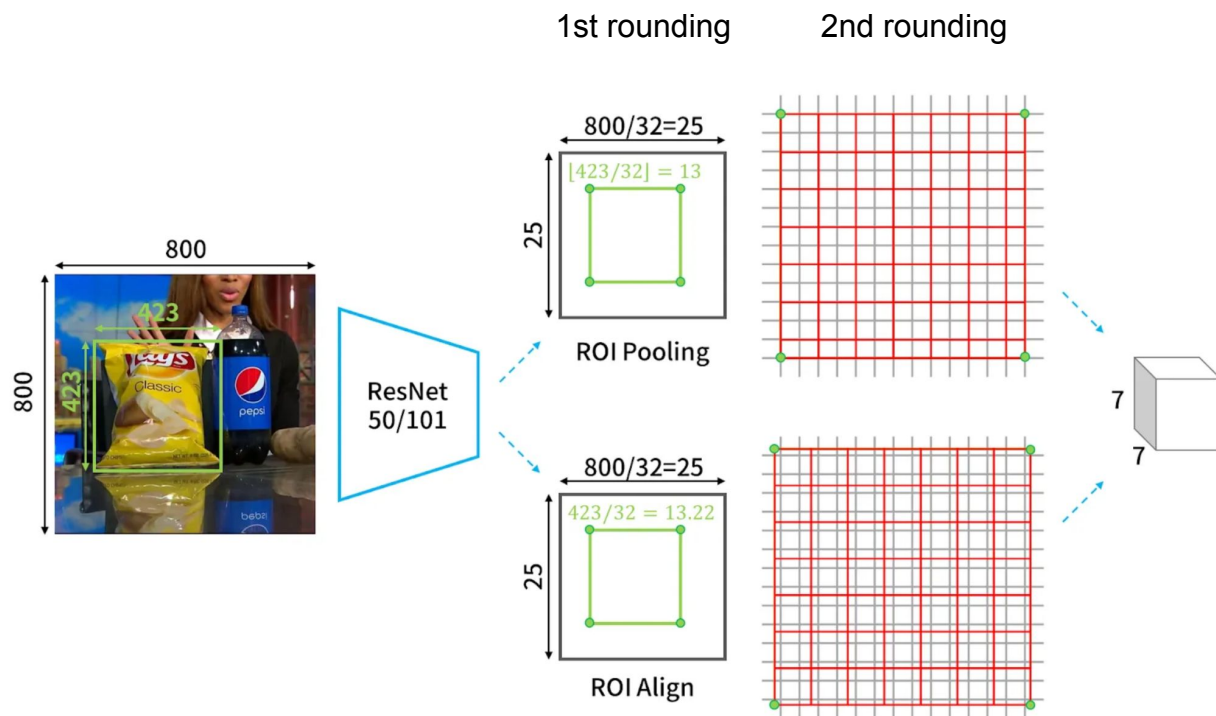 1st rounding
2nd rounding
800
800
423
423
Lays
Classic
pepsi
ResNet
50/101
800/32=25
25
⌊423/32⌋ = 13
ROI Pooling
800/32=25
25
423/32 = 13.22
ROI Align
7
7